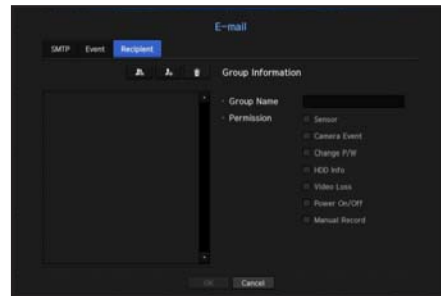 E-mail
SMTP Event Recipient
Group Information
Group Name
Permission
Sensor
Camera Event
Change P/W
HDD Info
Video Loss
Power On/Off
Manual Record
OK Cancel